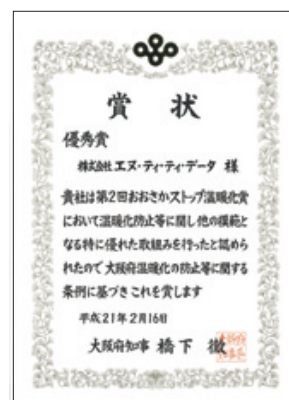 賞状
優秀賞
株式会社エヌ・ティ・ティ・データ 様
貴社は第2回おおさかストップ温暖化賞
において温暖化防止等に関し他の模範と
なる特に優れた取組みを行ったと認めら
れたので大阪府温暖化の防止等に関する
条例に基づきこれを賞します
平成21年2月16日
大阪府知事 橋下 徹